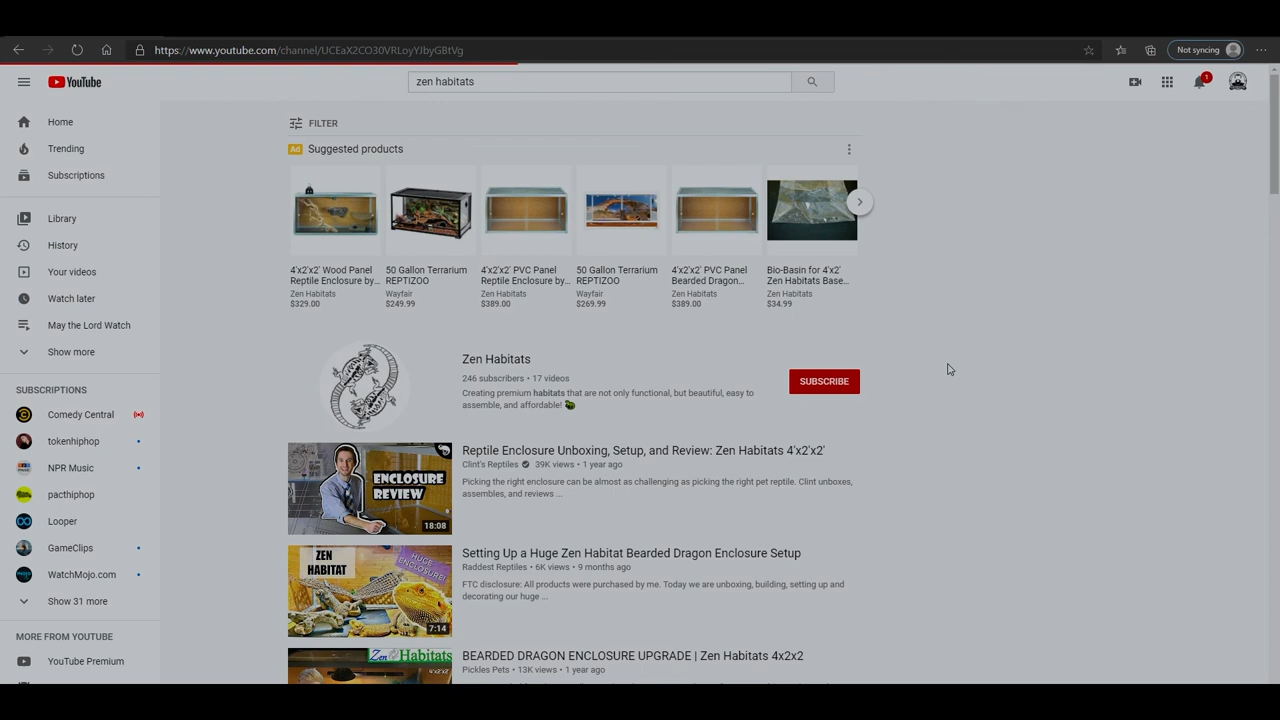 https://www.youtube.com/channel/UCEaX2CO30VRLoyYJbyGBtVg
Not syncing
YouTube
zen habitats
1
Home
Trending
Subscriptions
Library
History
Your videos
Watch later
May the Lord Watch
Show more
SUBSCRIPTIONS
Comedy Central
tokenhiphop
NPR Music
pacthiphop
Looper
GameClips
WatchMojo.com
Show 31 more
MORE FROM YOUTUBE
YouTube Premium
FILTER
Ad Suggested products
4'x2'x2' Wood Panel
Reptile Enclosure by...
Zen Habitats
$329.00
50 Gallon Terrarium
REPTIZOO
Wayfair
$249.99
4'x2'x2' PVC Panel
Reptile Enclosure by...
Zen Habitats
$389.00
50 Gallon Terrarium
REPTIZOO
Wayfair
$269.99
4'x2'x2' PVC Panel
Bearded Dragon...
Zen Habitats
$389.00
Bio-Basin for 4'x2'
Zen Habitats Base...
Zen Habitats
$34.99
Zen Habitats
246 subscribers • 17 videos
Creating premium habitats that are not only functional, but beautiful, easy to
assemble, and affordable!
SUBSCRIBE
ENCLOSURE
REVIEW
18:08
Reptile Enclosure Unboxing, Setup, and Review: Zen Habitats 4'x2'x2'
Clint's Reptiles 39K views • 1 year ago
Picking the right enclosure can be almost as challenging as picking the right pet reptile. Clint unboxes,
assembles, and reviews ...
ZEN
HABITAT
HUGE
ENCLOSURE!
7:14
Setting Up a Huge Zen Habitat Bearded Dragon Enclosure Setup
Raddest Reptiles • 6K views • 9 months ago
FTC disclosure: All products were purchased by me. Today we are unboxing, building, setting up and
decorating our huge ...
Zen Habitats
BEARDED DRAGON ENCLOSURE UPGRADE | Zen Habitats 4x2x2
Pickles Pets • 13K views • 1 year ago